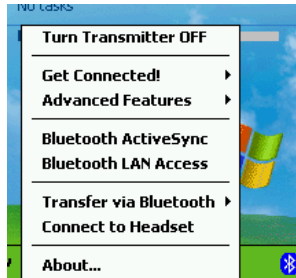 No tasks
Turn Transmitter OFF
Get Connected!
Advanced Features
Bluetooth ActiveSync
Bluetooth LAN Access
Transfer via Bluetooth
Connect to Headset
About...